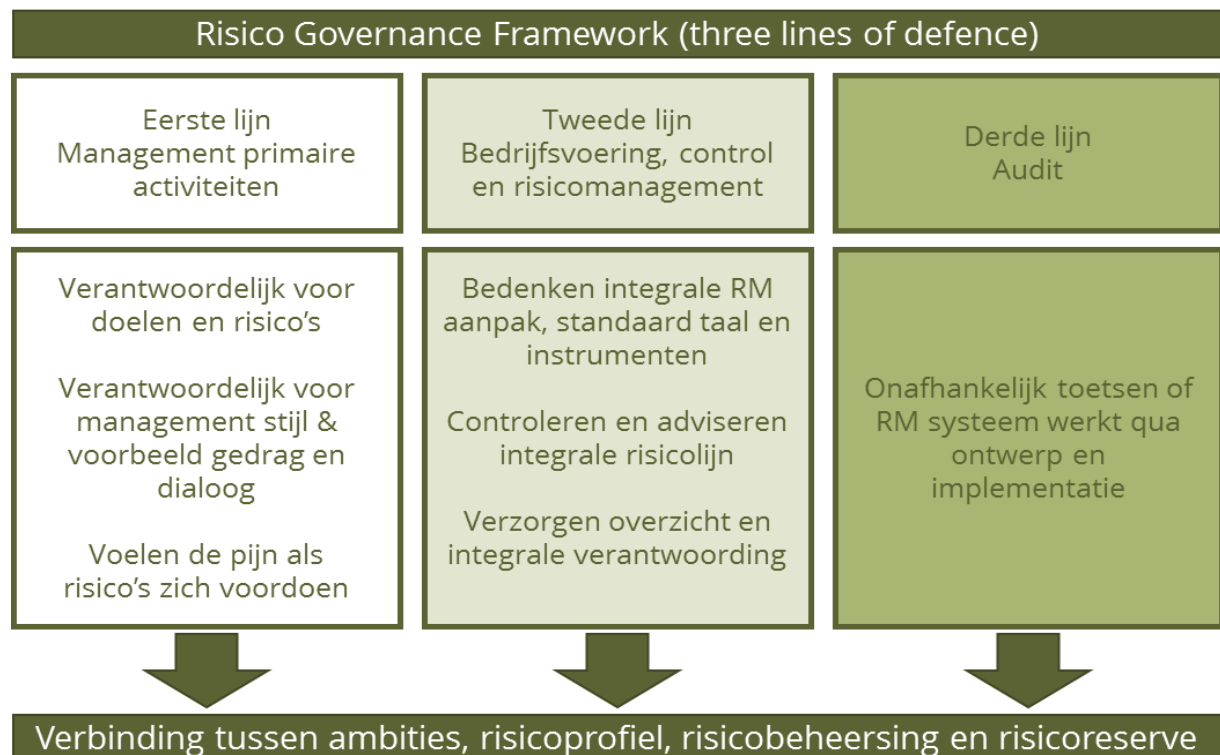 Risico Governance Framework (three lines of defence)
Eerste lijn
Management primaire
activiteiten
Tweede lijn
Bedrijfsvoering, control
en risicomanagement
Derde lijn
Audit
Verantwoordelijk voor
doelen en risico's
Verantwoordelijk voor
management stijl &
voorbeeld gedrag en
dialoog
Voelen de pijn als
risico's zich voordoen
Bedenken integrale RM
aanpak, standaard taal en
instrumenten
Controleren en adviseren
integrale risicolijn
Verzorgen overzicht en
integrale verantwoording
Onafhankelijk toetsen of
RM systeem werkt qua
ontwerp en
implementatie
Verbinding tussen ambities, risicoprofiel, risicobeheersing en risicoreserve